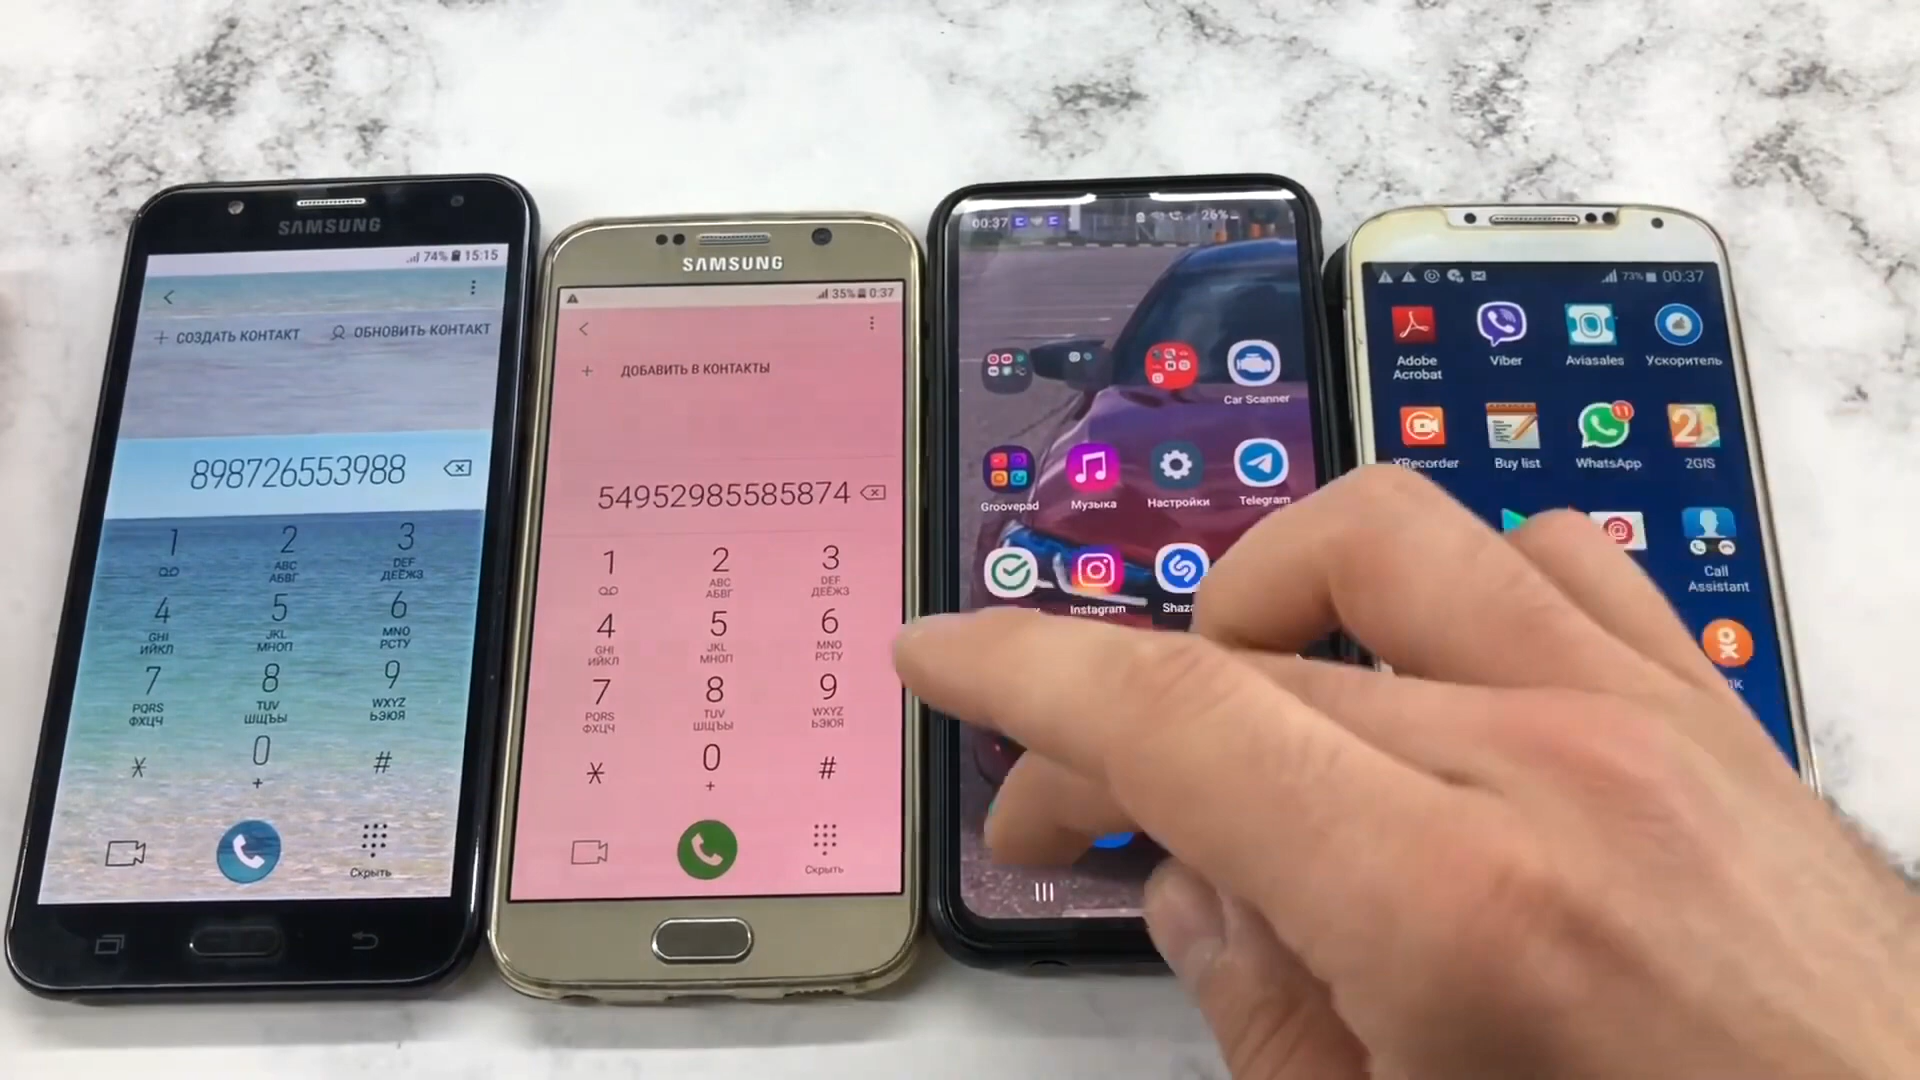 SAMSUNG
74% 15:15
СОЗДАТЬ КОНТАКТ
ОБНОВИТЬ КОНТАКТ
898726553988
1 2 3
ABC DEF
АБВГ ДЕЁЖЗ
4 5 6
GHI JKL MNO
ИЙКЛ МНОП РСТУ
7 8 9
PQRS TUV WXYZ
ФХЦЧ ШЩЪЫ ЬЭЮЯ
* 0 #
+
Скрыть
SAMSUNG
35% 0:37
+ ДОБАВИТЬ В КОНТАКТЫ
54952985585874
1 2 3
ABC DEF
АБВГ ДЕЁЖЗ
4 5 6
GHI JKL MNO
ИЙКЛ МНОП РСТУ
7 8 9
PQRS TUV WXYZ
ФХЦЧ ШЩЪЫ ЬЭЮЯ
* 0 #
+
Скрыть
00:37 26%
Car Scanner
Groovepad Музыка Настройки Telegram
Instagram Shaza
73% 00:37
Adobe Acrobat
Viber
Aviasales
Ускоритель
XRecorder
Buy list
WhatsApp
11
2GIS
Call Assistant